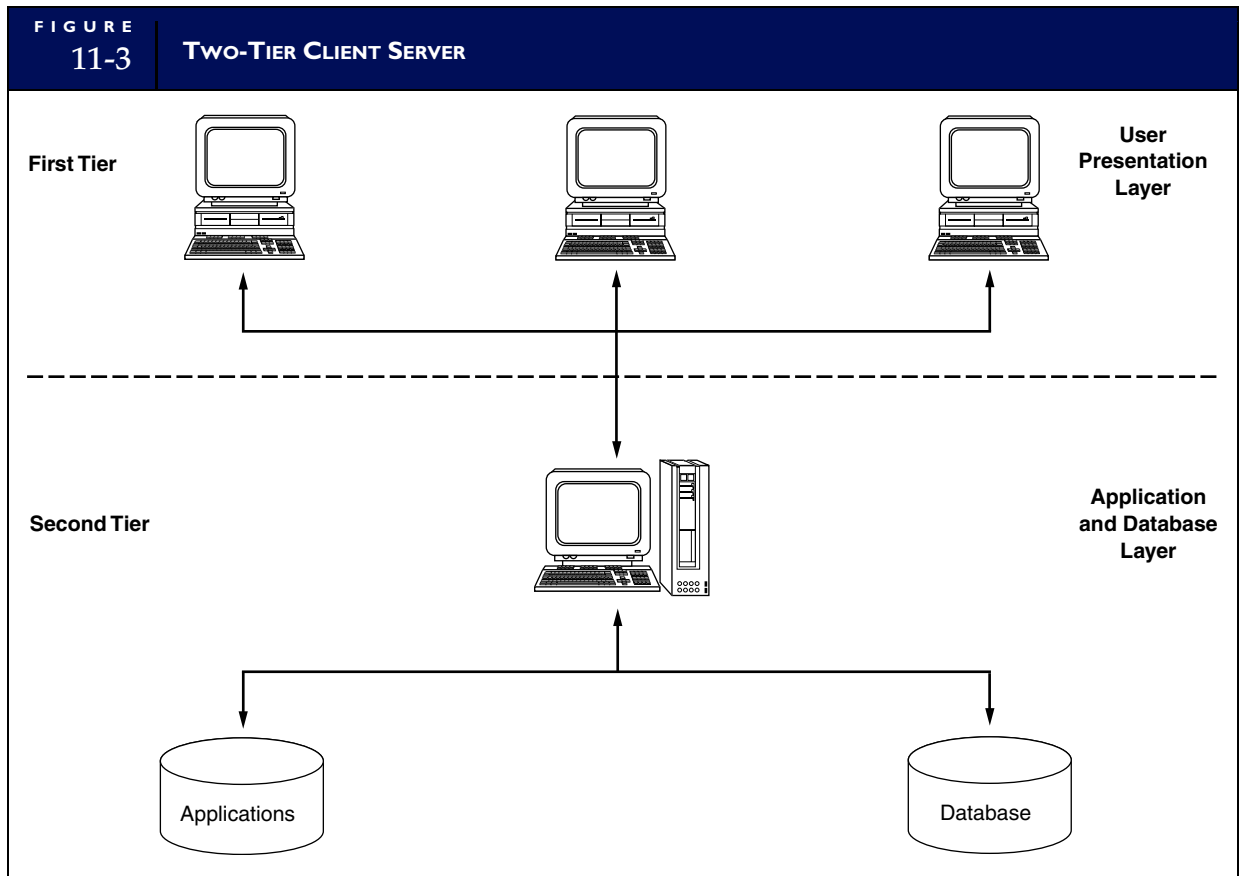 FIGURE
11-3
TWO-TIER CLIENT SERVER
First Tier
User
Presentation
Layer
Second Tier
Application
and Database
Layer
Applications
Database